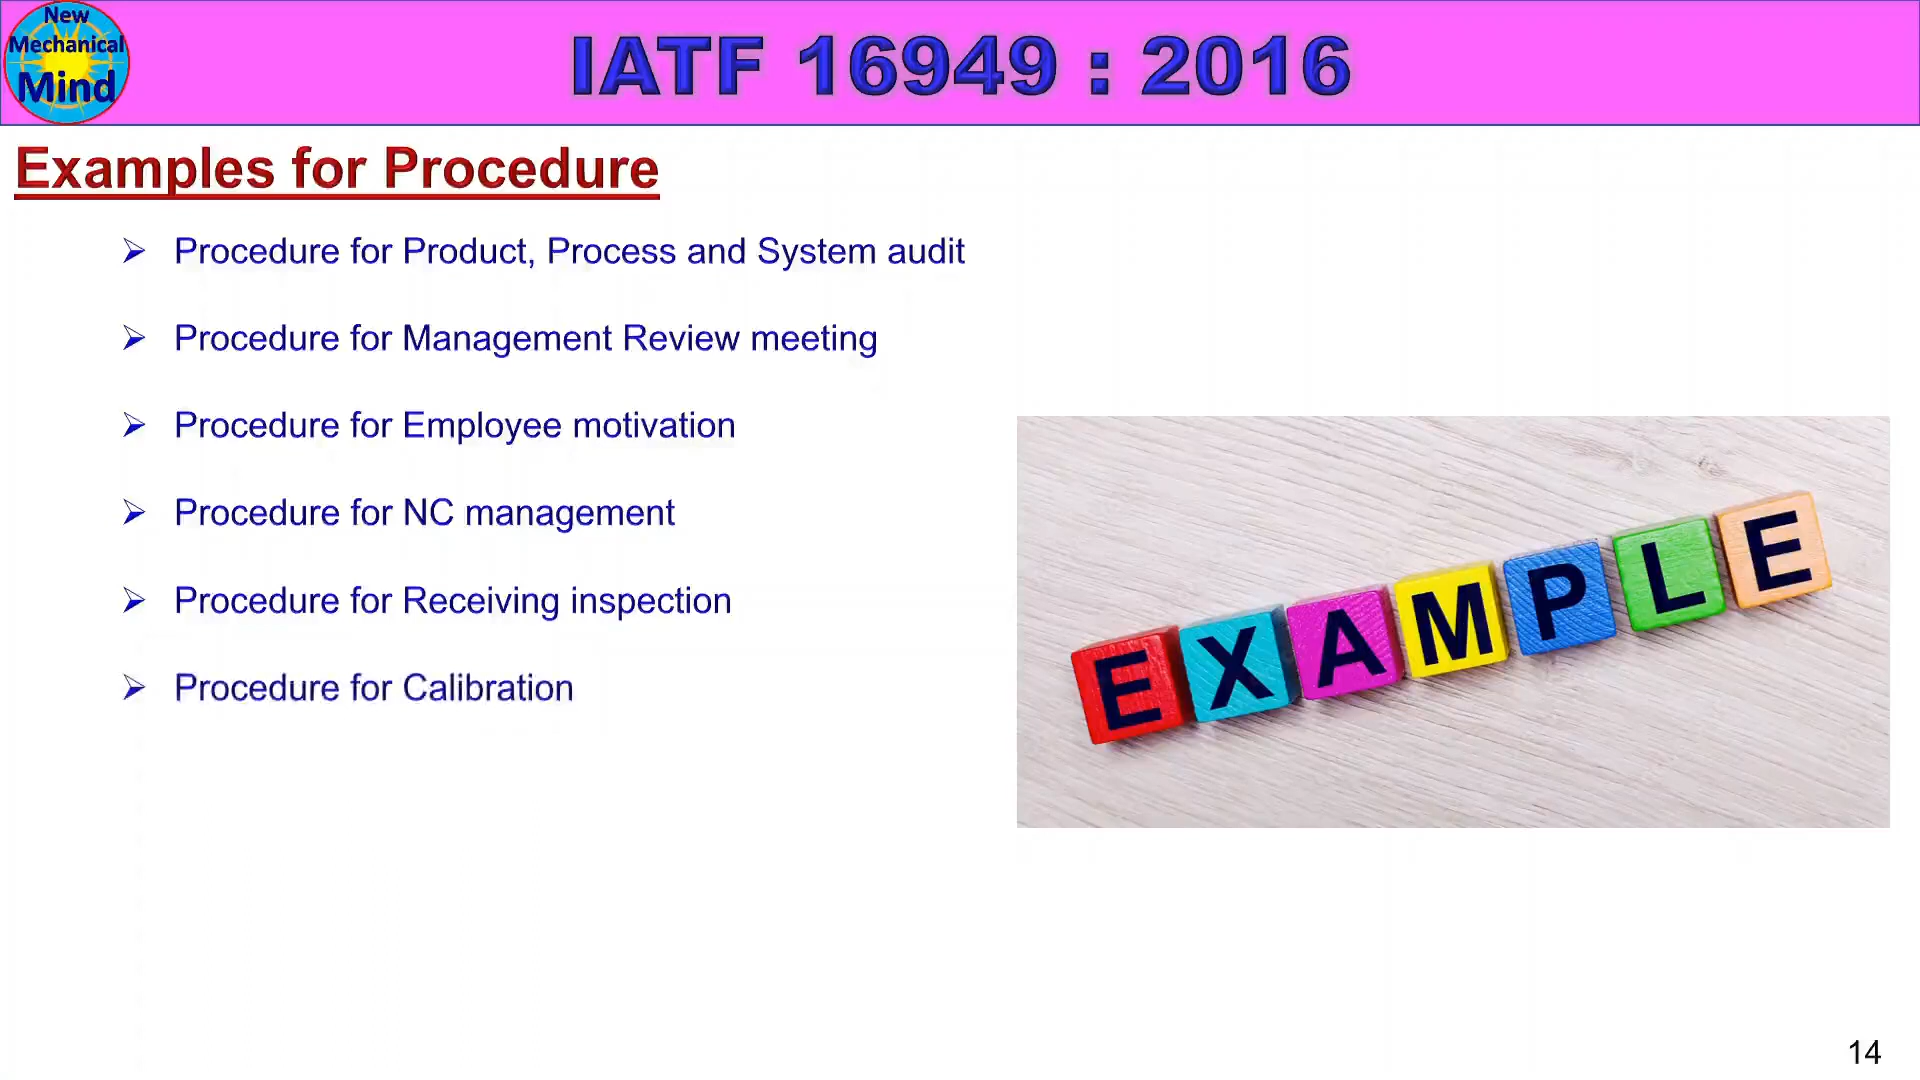 New
Mechanical
Mind
IATF 16949 : 2016
Examples for Procedure
➢ Procedure for Product, Process and System audit
➢ Procedure for Management Review meeting
➢ Procedure for Employee motivation
➢ Procedure for NC management
➢ Procedure for Receiving inspection
➢ Procedure for Calibration
EXAMPLE
14